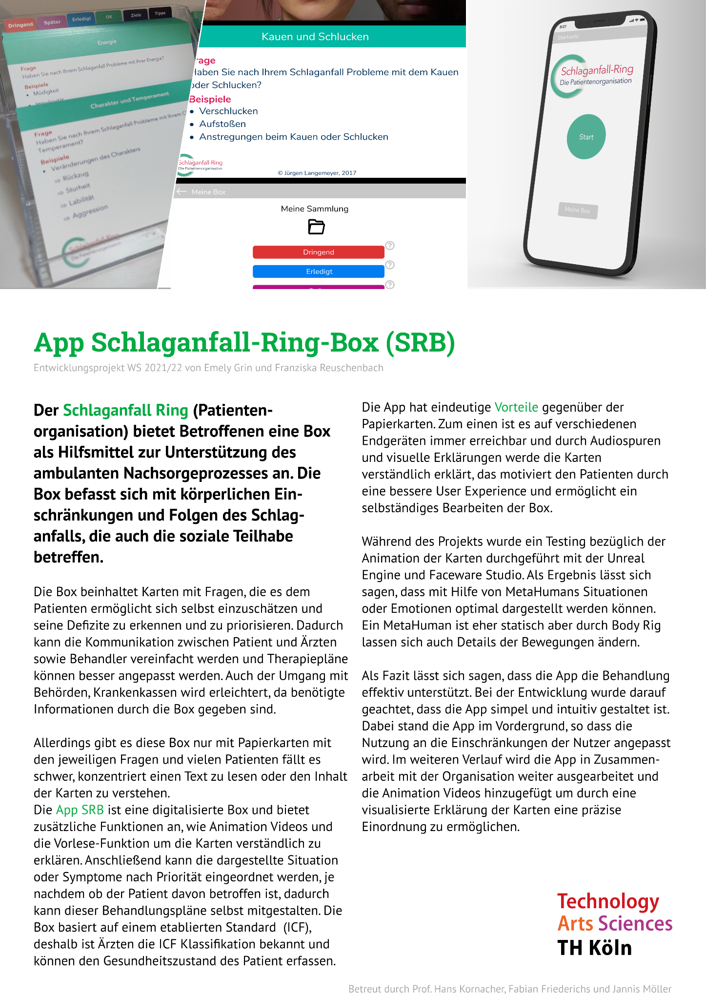 Dringend
Später
Erledigt
OK
Ziele
Tipps
Energie
Frage
Haben Sie nach Ihrem Schlaganfall Probleme mit Ihrer Energie?
Beispiele
• Müdigkeit
• Impulsivität
Charakter und Temperament
Frage
Haben Sie nach Ihrem Schlaganfall Probleme mit Ihrem
Temperament?
Beispiele
• Veränderungen des Charakters
⇒ Rückzug
⇒ Sturheit
⇒ Labilität
⇒ Aggression
Schlaganfall-Ring
Die Patientenorganisation
Kauen und Schlucken
rage
Haben Sie nach Ihrem Schlaganfall Probleme mit dem Kauen
oder Schlucken?
Beispiele
• Verschlucken
• Aufstoßen
• Anstregungen beim Kauen oder Schlucken
Schlaganfall-Ring
Die Patientenorganisation
© Jürgen Langemeyer, 2017
← Meine Box
Meine Sammlung
Dringend ?
Erledigt ?
?
9:27
Startseite
Schlaganfall-Ring
Die Patientenorganisation
Start
Meine Box
App Schlaganfall-Ring-Box (SRB)
Entwicklungsprojekt WS 2021/22 von Emely Grin und Franziska Reuschenbach
Der Schlaganfall Ring (Patienten-
organisation) bietet Betroffenen eine Box
als Hilfsmittel zur Unterstützung des
ambulanten Nachsorgeprozesses an. Die
Box befasst sich mit körperlichen Ein-
schränkungen und Folgen des Schlag-
anfalls, die auch die soziale Teilhabe
betreffen.
Die Box beinhaltet Karten mit Fragen, die es dem
Patienten ermöglicht sich selbst einzuschätzen und
seine Defizite zu erkennen und zu priorisieren. Dadurch
kann die Kommunikation zwischen Patient und Ärzten
sowie Behandler vereinfacht werden und Therapiepläne
können besser angepasst werden. Auch der Umgang mit
Behörden, Krankenkassen wird erleichtert, da benötigte
Informationen durch die Box gegeben sind.
Allerdings gibt es diese Box nur mit Papierkarten mit
den jeweiligen Fragen und vielen Patienten fällt es
schwer, konzentriert einen Text zu lesen oder den Inhalt
der Karten zu verstehen.
Die App SRB ist eine digitalisierte Box und bietet
zusätzliche Funktionen an, wie Animation Videos und
die Vorlese-Funktion um die Karten verständlich zu
erklären. Anschließend kann die dargestellte Situation
oder Symptome nach Priorität eingeordnet werden, je
nachdem ob der Patient davon betroffen ist, dadurch
kann dieser Behandlungspläne selbst mitgestalten. Die
Box basiert auf einem etablierten Standard (ICF),
deshalb ist Ärzten die ICF Klassifikation bekannt und
können den Gesundheitszustand des Patient erfassen.
Die App hat eindeutige Vorteile gegenüber der
Papierkarten. Zum einen ist es auf verschiedenen
Endgeräten immer erreichbar und durch Audiospuren
und visuelle Erklärungen werde die Karten
verständlich erklärt, das motiviert den Patienten durch
eine bessere User Experience und ermöglicht ein
selbständiges Bearbeiten der Box.
Während des Projekts wurde ein Testing bezüglich der
Animation der Karten durchgeführt mit der Unreal
Engine und Faceware Studio. Als Ergebnis lässt sich
sagen, dass mit Hilfe von MetaHumans Situationen
oder Emotionen optimal dargestellt werden können.
Ein MetaHuman ist eher statisch aber durch Body Rig
lassen sich auch Details der Bewegungen ändern.
Als Fazit lässt sich sagen, dass die App die Behandlung
effektiv unterstützt. Bei der Entwicklung wurde darauf
geachtet, dass die App simpel und intuitiv gestaltet ist.
Dabei stand die App im Vordergrund, so dass die
Nutzung an die Einschränkungen der Nutzer angepasst
wird. Im weiteren Verlauf wird die App in Zusammen-
arbeit mit der Organisation weiter ausgearbeitet und
die Animation Videos hinzugefügt um durch eine
visualisierte Erklärung der Karten eine präzise
Einordnung zu ermöglichen.
Technology
Arts Sciences
TH Köln
Betreut durch Prof. Hans Kornacher, Fabian Friederichs und Jannis Möller